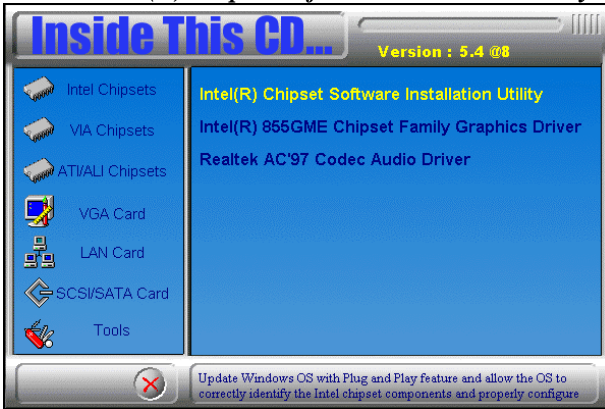 Inside This CD...
Version : 5.4 @8
Intel Chipsets
VIA Chipsets
ATI/ALI Chipsets
VGA Card
LAN Card
SCSI/SATA Card
Tools
Intel(R) Chipset Software Installation Utility
Intel(R) 855GME Chipset Family Graphics Driver
Realtek AC'97 Codec Audio Driver
Update Windows OS with Plug and Play feature and allow the OS to
correctly identify the Intel chipset components and properly configure